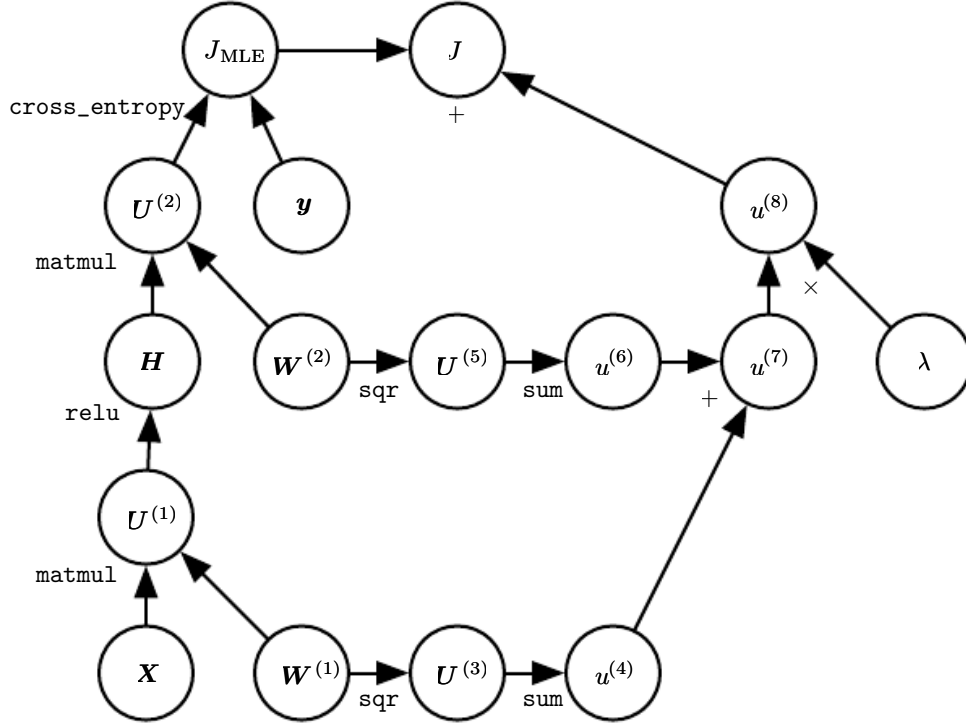 J_MLE J
cross_entropy +
U^(2) y u^(8)
matmul ×
H W^(2) U^(5) u^(6) u^(7) λ
relu sqr sum +
U^(1)
matmul
X W^(1) U^(3) u^(4)
sqr sum